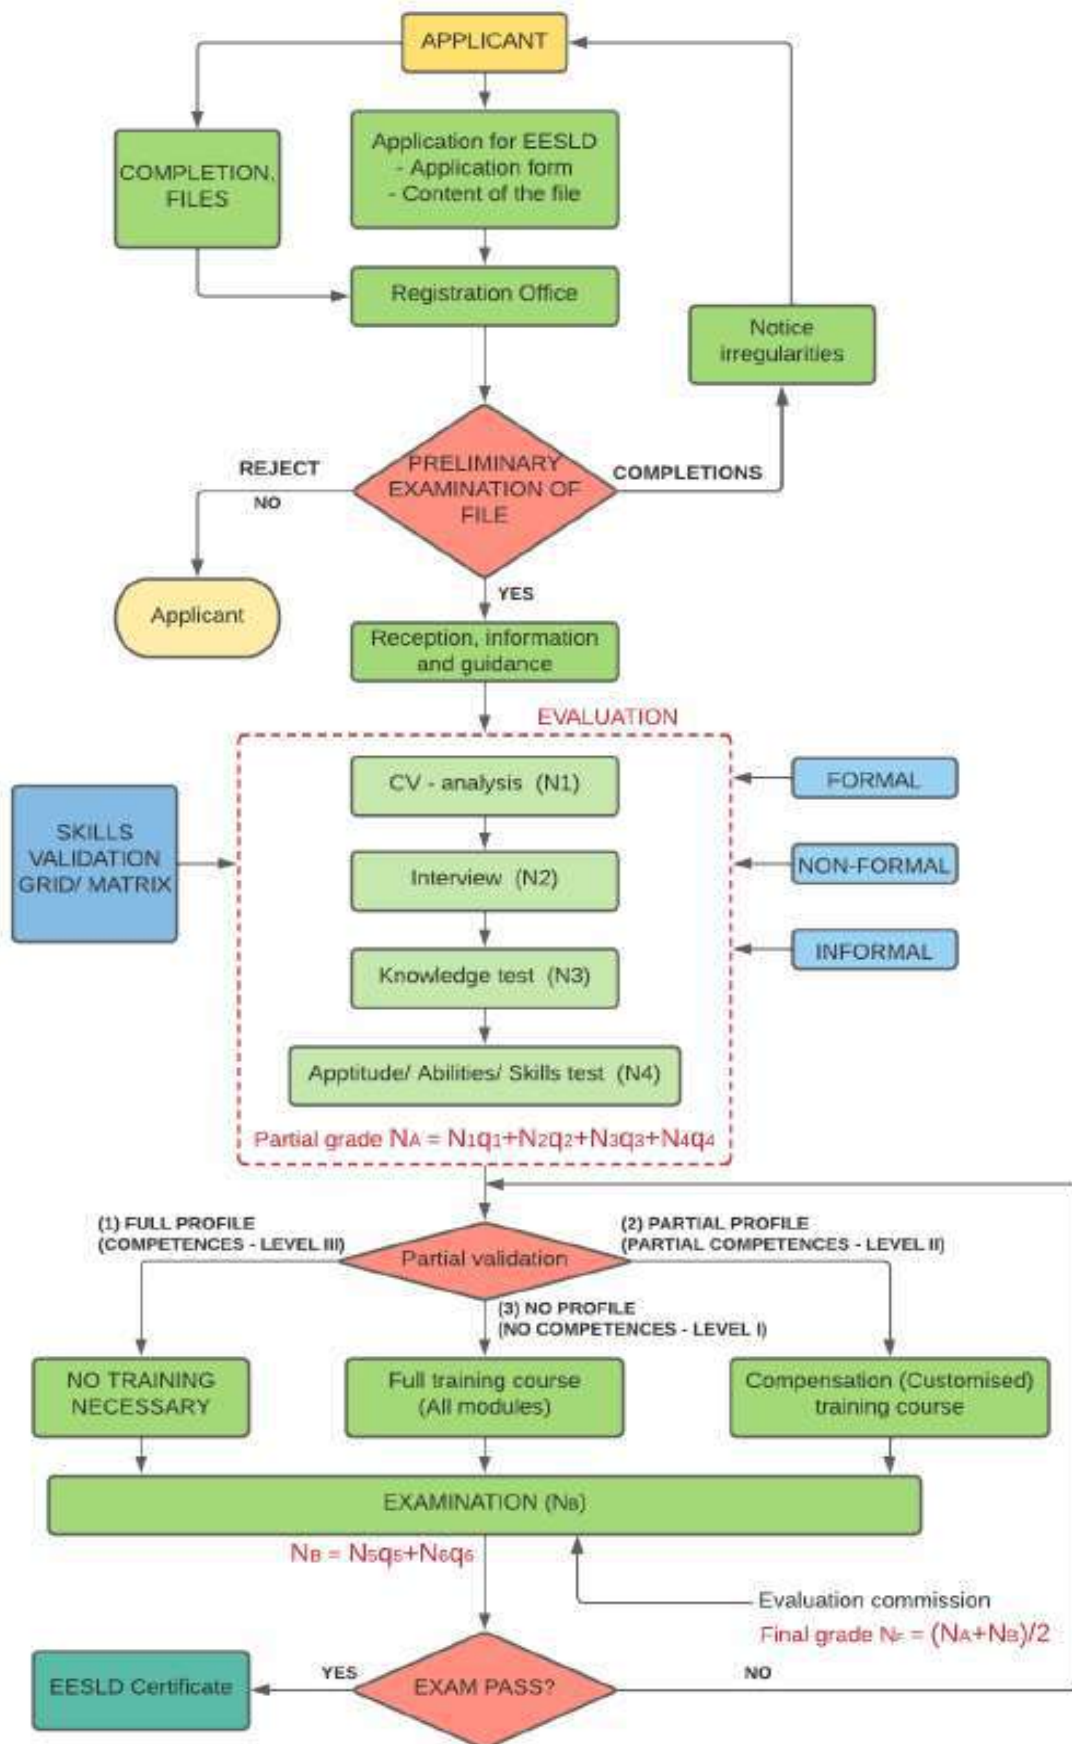 APPLICANT
COMPLETION,
FILES
Application for EESLD
- Application form
- Content of the file
Registration Office
Notice
irregularities
REJECT
NO
PRELIMINARY
EXAMINATION OF
FILE
COMPLETIONS
Applicant
YES
Reception, information
and guidance
EVALUATION
CV - analysis (N1)
FORMAL
SKILLS
VALIDATION
GRID/ MATRIX
Interview (N2)
NON-FORMAL
Knowledge test (N3)
INFORMAL
Apptitude/ Abilities/ Skills test (N4)
Partial grade NA = N1q1+N2q2+N3q3+N4q4
(1) FULL PROFILE
(COMPETENCES - LEVEL III)
Partial validation
(2) PARTIAL PROFILE
(PARTIAL COMPETENCES - LEVEL II)
(3) NO PROFILE
(NO COMPETENCES - LEVEL I)
NO TRAINING
NECESSARY
Full training course
(All modules)
Compensation (Customised)
training course
EXAMINATION (NB)
NB = N5q5+N6q6
Evaluation commission
Final grade NF = (NA+NB)/2
EESLD Certificate
YES
EXAM PASS?
NO